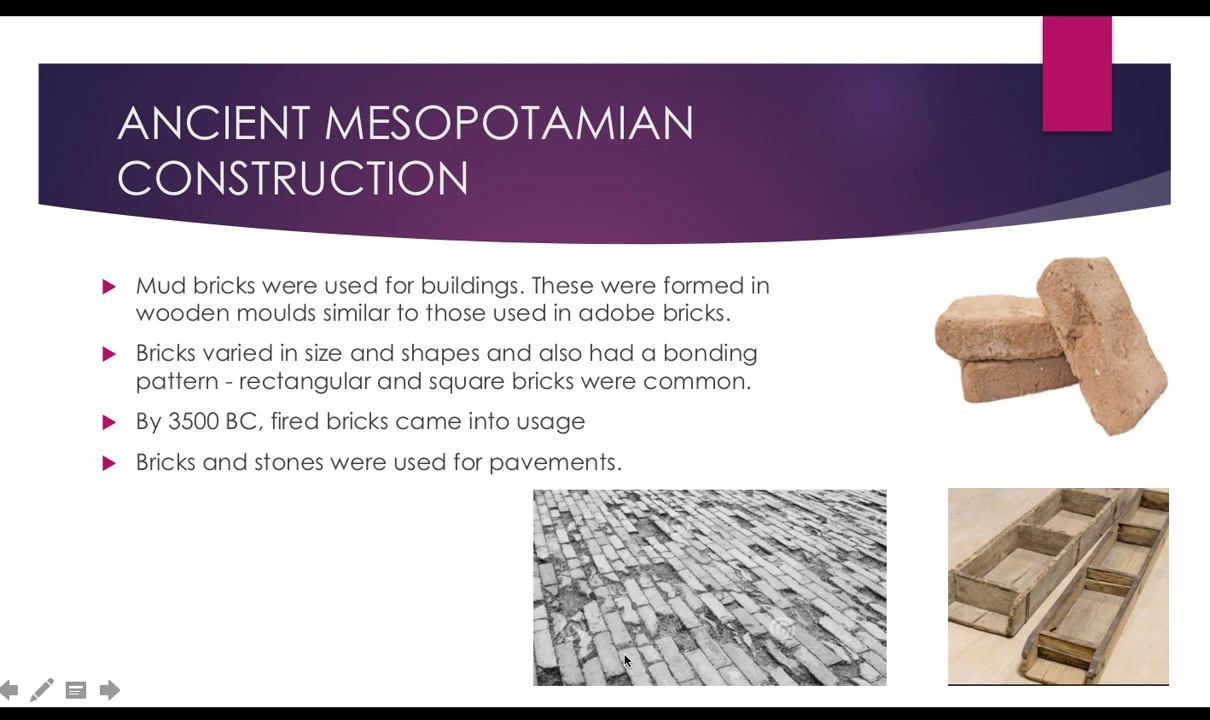 ANCIENT MESOPOTAMIAN
CONSTRUCTION
Mud bricks were used for buildings. These were formed in
wooden moulds similar to those used in adobe bricks.
Bricks varied in size and shapes and also had a bonding
pattern - rectangular and square bricks were common.
By 3500 BC, fired bricks came into usage
Bricks and stones were used for pavements.